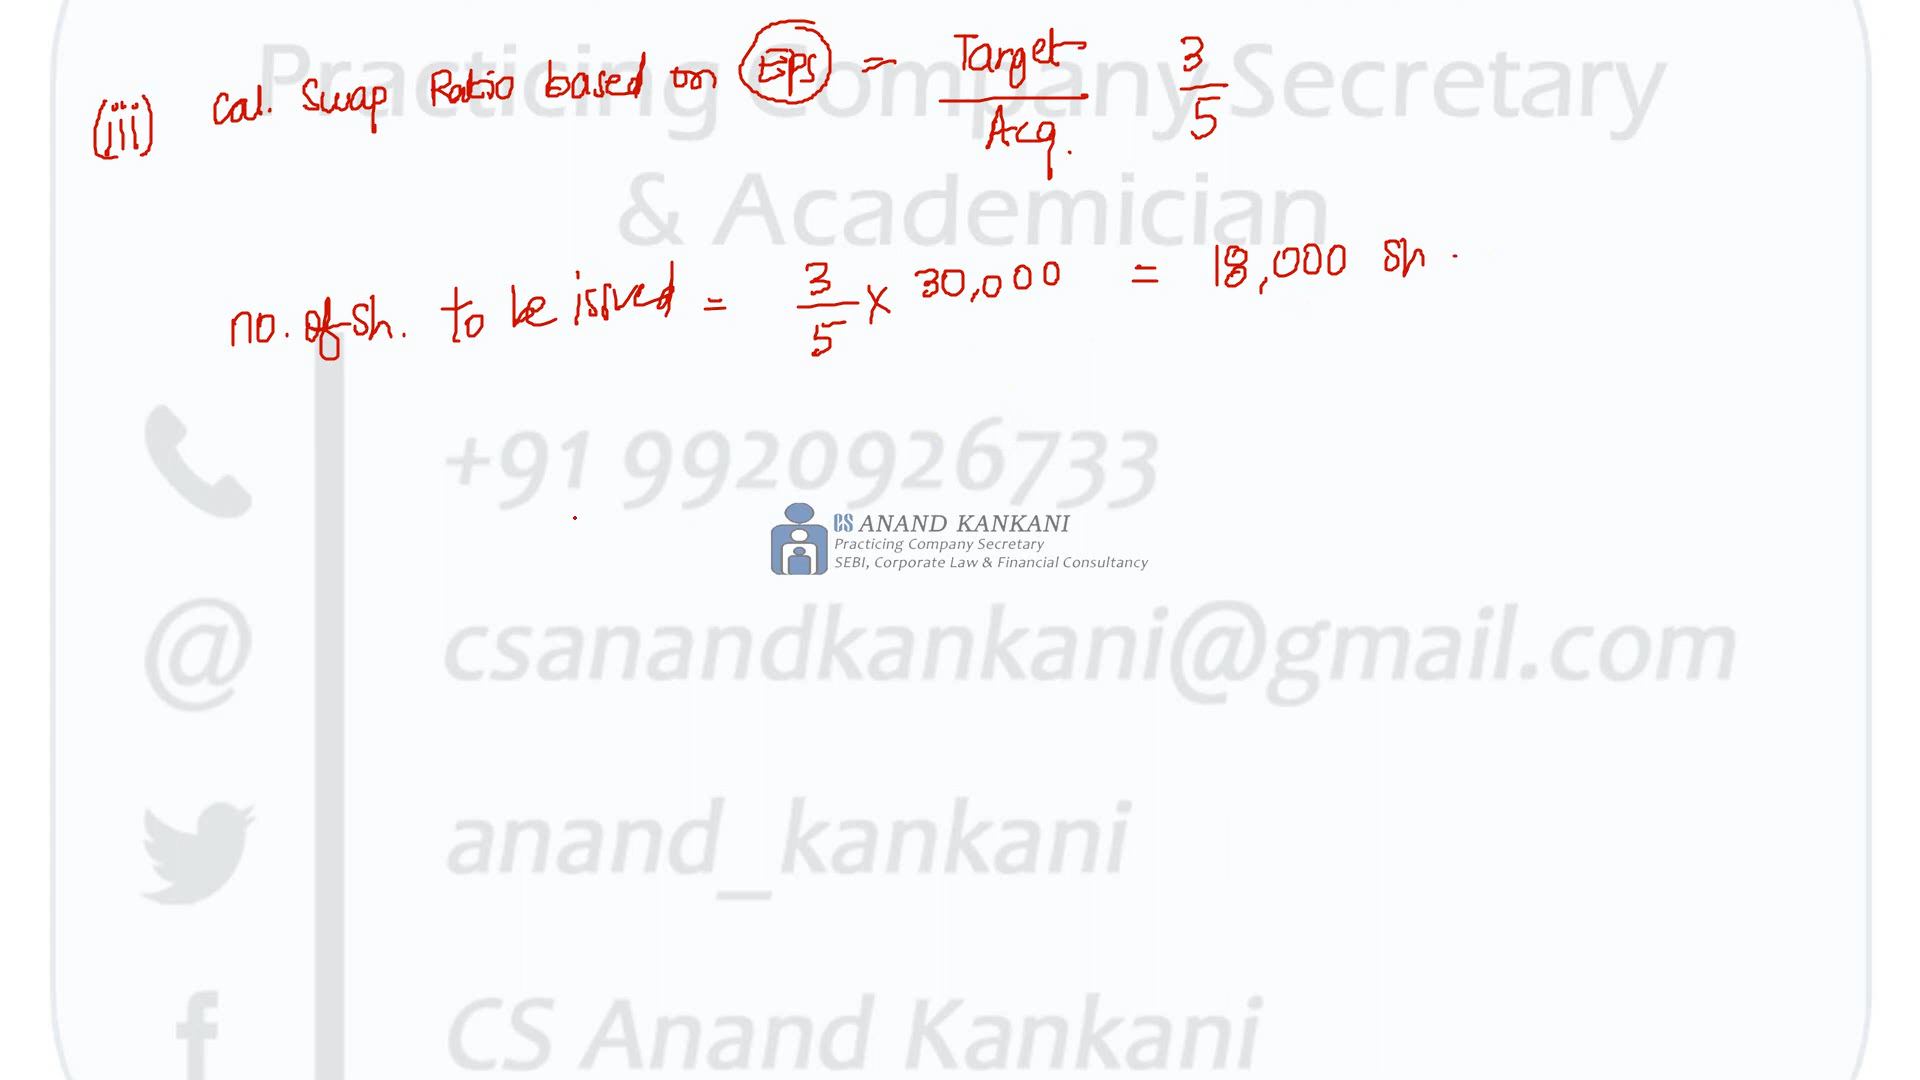 (iii) cal. Swap Ratio based on EPS = Target / Acq. 3/5
no. of sh. to be issued = 3/5 x 30,000 = 18,000 sh.
Practicing Company Secretary
& Academician
+91 9920926733
CS ANAND KANKANI
Practicing Company Secretary
SEBI, Corporate Law & Financial Consultancy
@ csanandkankani@gmail.com
anand_kankani
f CS Anand Kankani